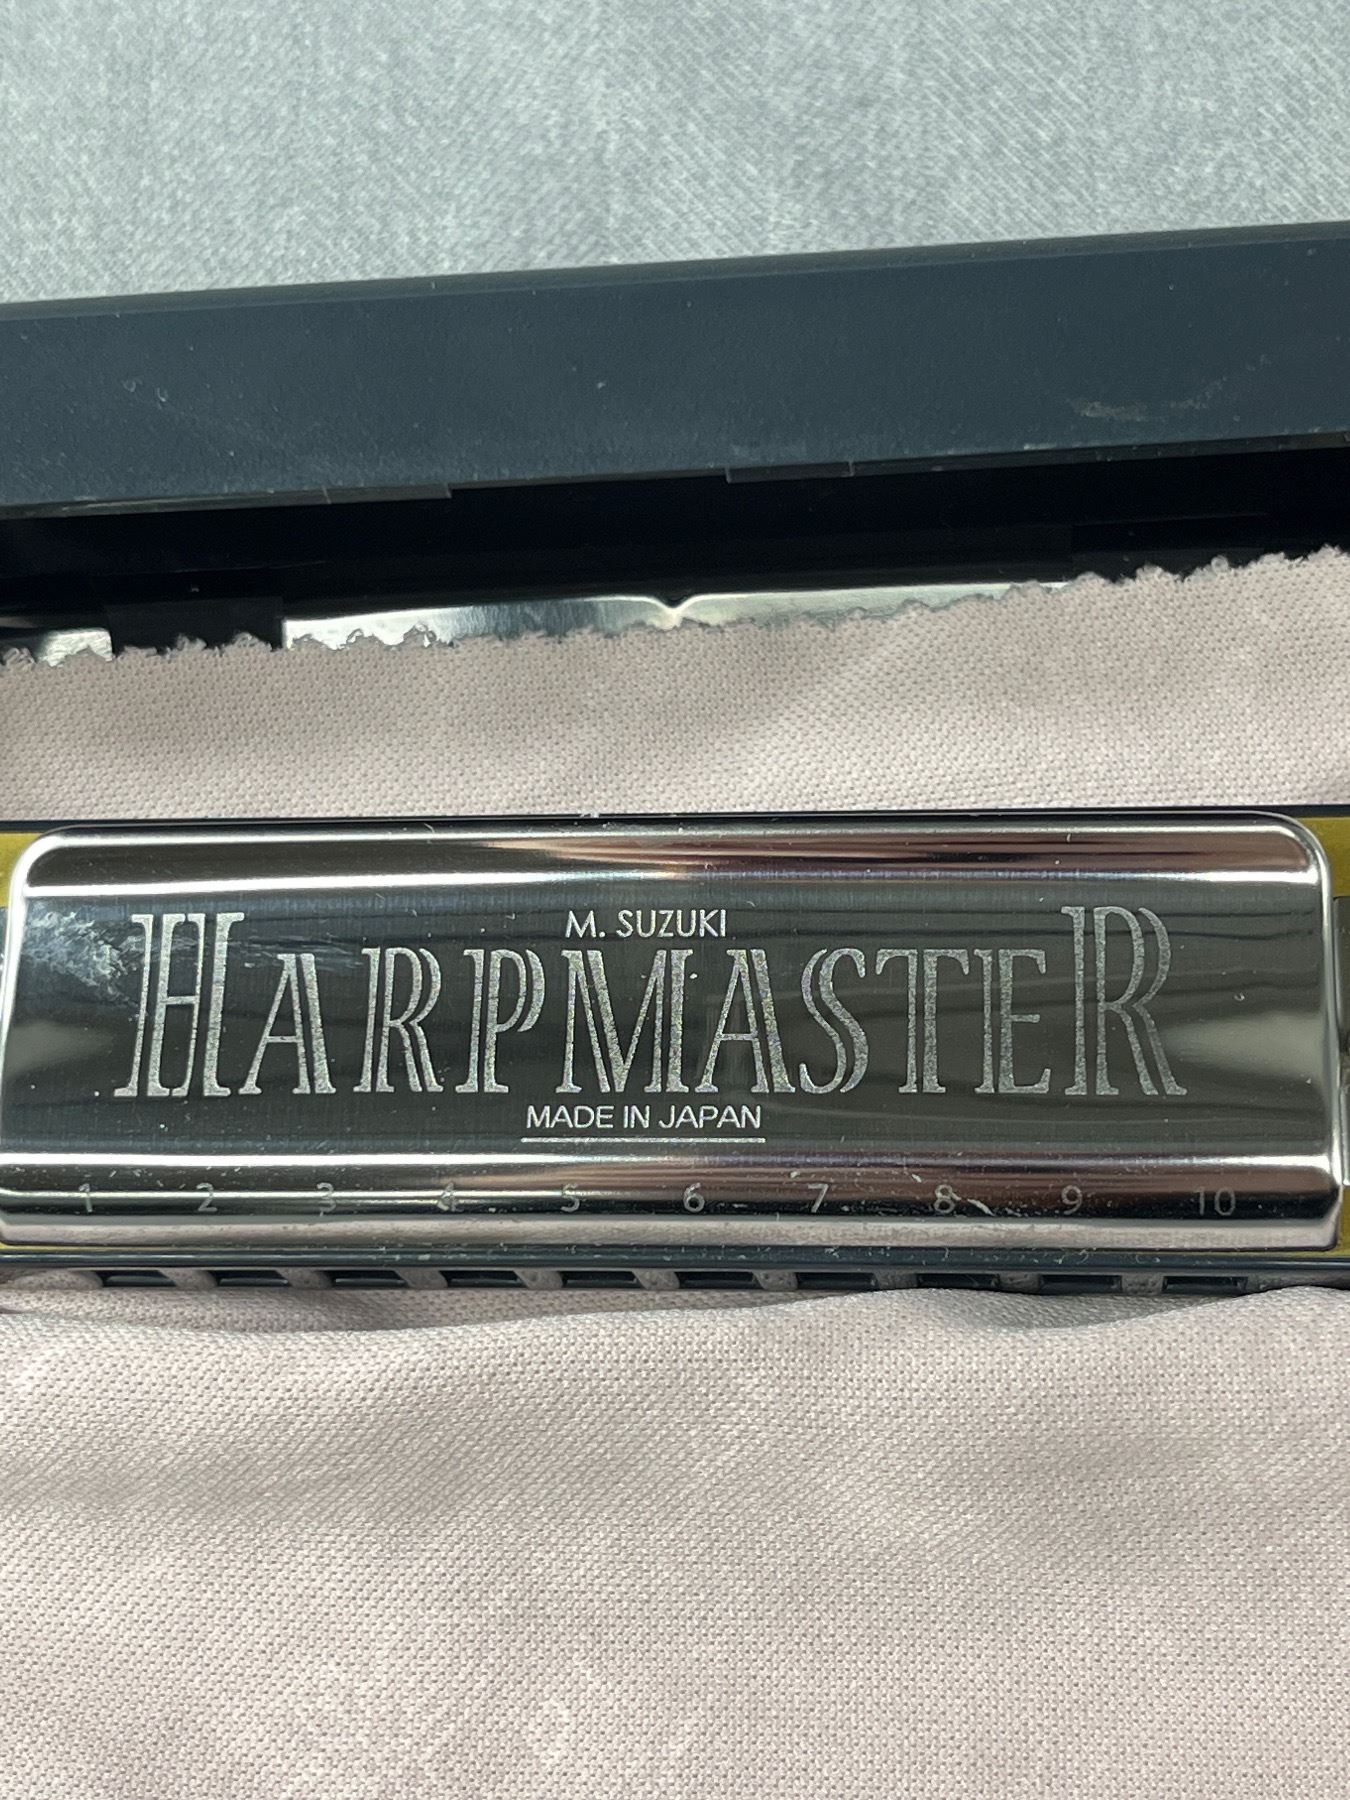 M. SUZUKI
HARPMASTER
MADE IN JAPAN
1 2 3 4 5 6 7 8 9 10